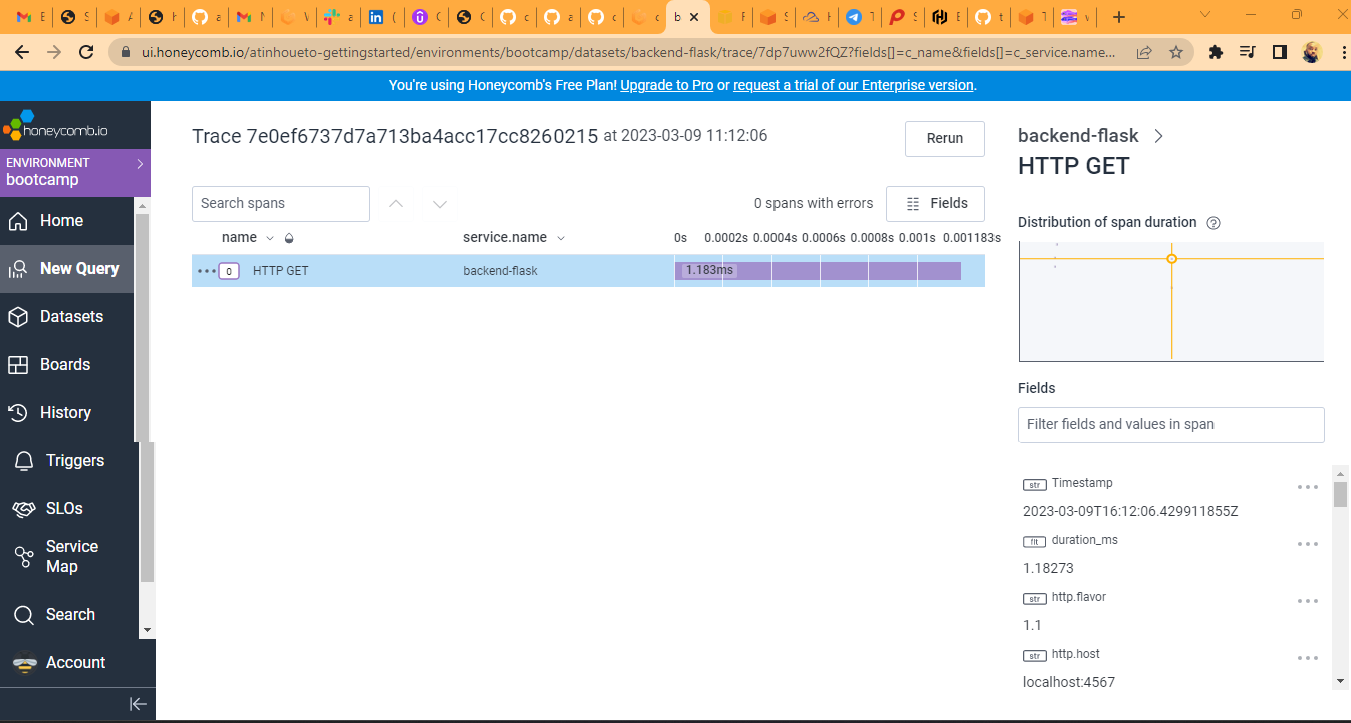 ui.honeycomb.io/atinhoueto-gettingstarted/environments/bootcamp/datasets/backend-flask/trace/7dp7uww2fQZ?fields[]=c_name&fields[]=c_service.name...
You're using Honeycomb's Free Plan! Upgrade to Pro or request a trial of our Enterprise version.
honeycomb.io
ENVIRONMENT
bootcamp
Home
New Query
Datasets
Boards
History
Triggers
SLOs
Service
Map
Search
Account
Trace 7e0ef6737d7a713ba4acc17cc8260215 at 2023-03-09 11:12:06
Rerun
Search spans
0 spans with errors
Fields
name service.name 0s 0.0002s 0.0004s 0.0006s 0.0008s 0.001s 0.001183s
0 HTTP GET backend-flask 1.183ms
backend-flask
HTTP GET
Distribution of span duration
Fields
Filter fields and values in span
str Timestamp
2023-03-09T16:12:06.429911855Z
flt duration_ms
1.18273
str http.flavor
1.1
str http.host
localhost:4567